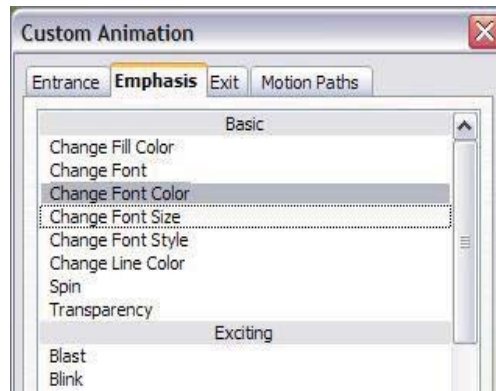 Custom Animation
Entrance Emphasis Exit Motion Paths
Basic
Change Fill Color
Change Font
Change Font Color
Change Font Size
Change Font Style
Change Line Color
Spin
Transparency
Exciting
Blast
Blink